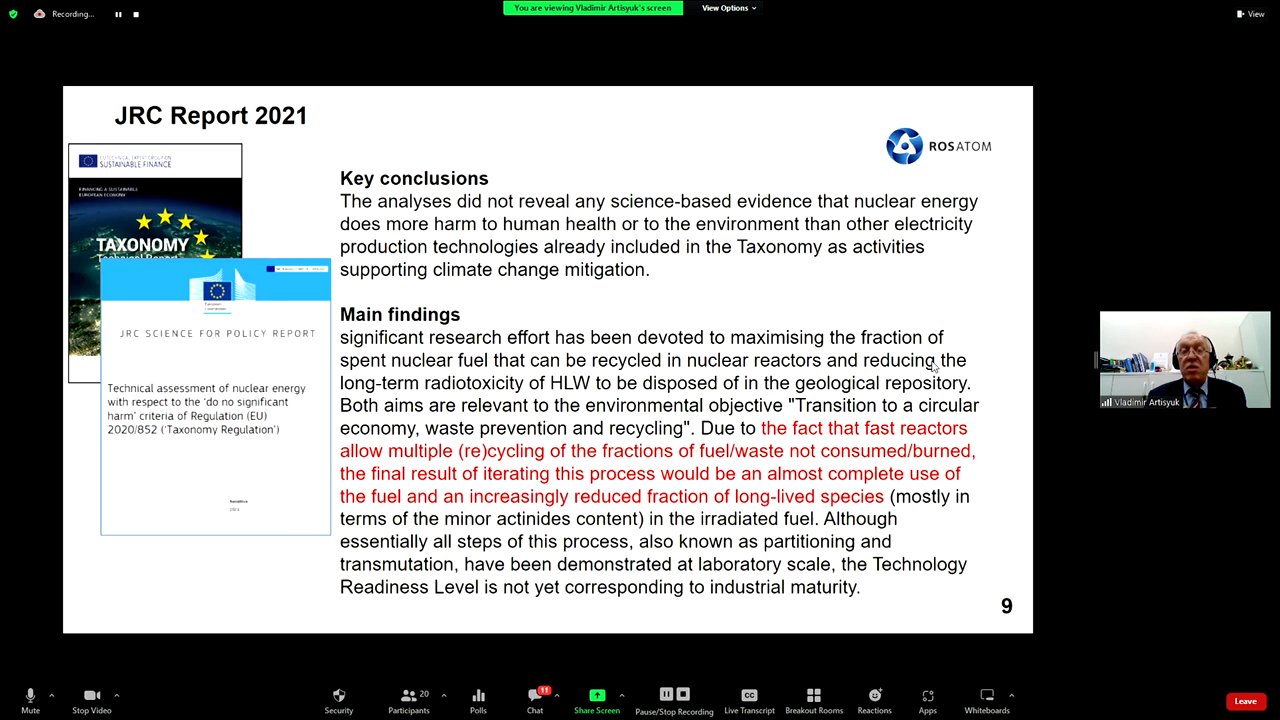 Recording...
You are viewing Vladimir Artisyuk's screen
View Options
View
JRC Report 2021
ROSATOM
SUSTAINABLE FINANCE
FINANCING A SUSTAINABLE
EUROPEAN ECONOMY
TAXONOMY
JRC SCIENCE FOR POLICY REPORT
Technical assessment of nuclear energy
with respect to the 'do no significant
harm' criteria of Regulation (EU)
2020/852 ('Taxonomy Regulation')
Key conclusions
The analyses did not reveal any science-based evidence that nuclear energy
does more harm to human health or to the environment than other electricity
production technologies already included in the Taxonomy as activities
supporting climate change mitigation.
Main findings
significant research effort has been devoted to maximising the fraction of
spent nuclear fuel that can be recycled in nuclear reactors and reducing the
long-term radiotoxicity of HLW to be disposed of in the geological repository.
Both aims are relevant to the environmental objective "Transition to a circular
economy, waste prevention and recycling". Due to the fact that fast reactors
allow multiple (re)cycling of the fractions of fuel/waste not consumed/burned,
the final result of iterating this process would be an almost complete use of
the fuel and an increasingly reduced fraction of long-lived species (mostly in
terms of the minor actinides content) in the irradiated fuel. Although
essentially all steps of this process, also known as partitioning and
transmutation, have been demonstrated at laboratory scale, the Technology
Readiness Level is not yet corresponding to industrial maturity.
9
Vladimir Artisyuk
Mute
Stop Video
Security
20
Participants
Polls
11
Chat
Share Screen
Pause/Stop Recording
CC
Live Transcript
Breakout Rooms
Reactions
Apps
Whiteboards
Leave